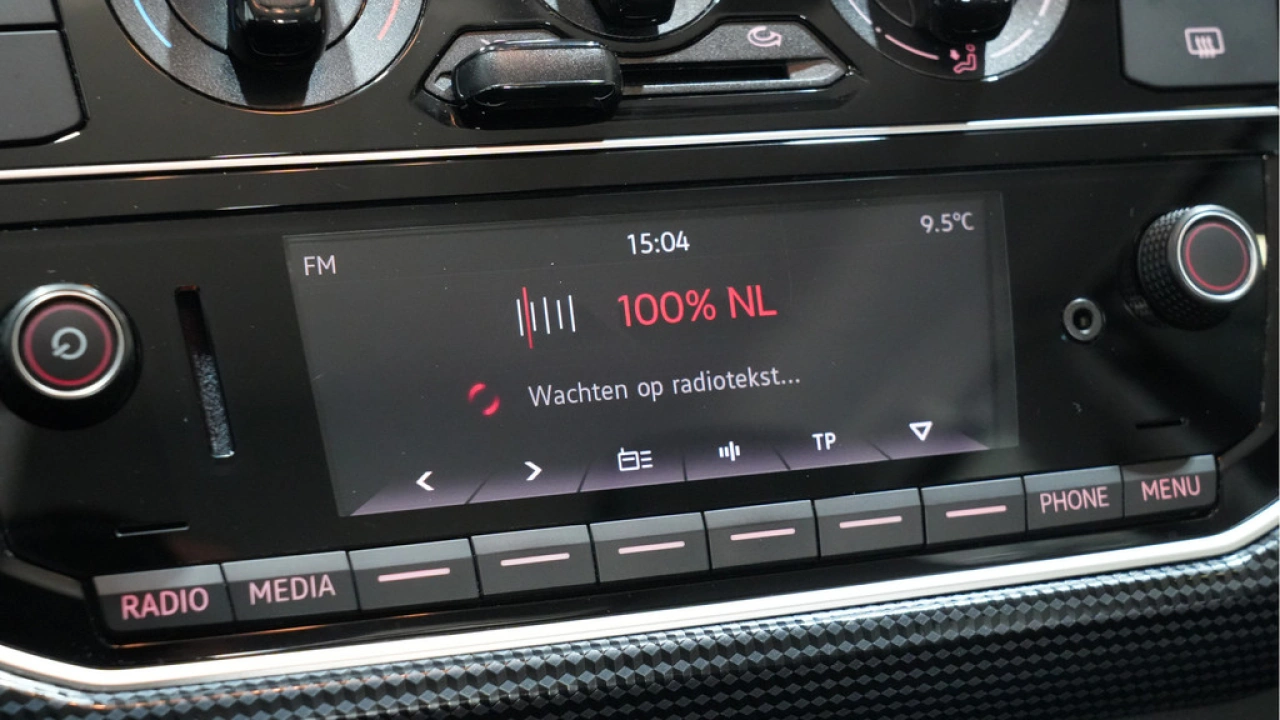 FM
15:04
9.5°C
100% NL
Wachten op radiotekst...
TP
RADIO
MEDIA
PHONE
MENU